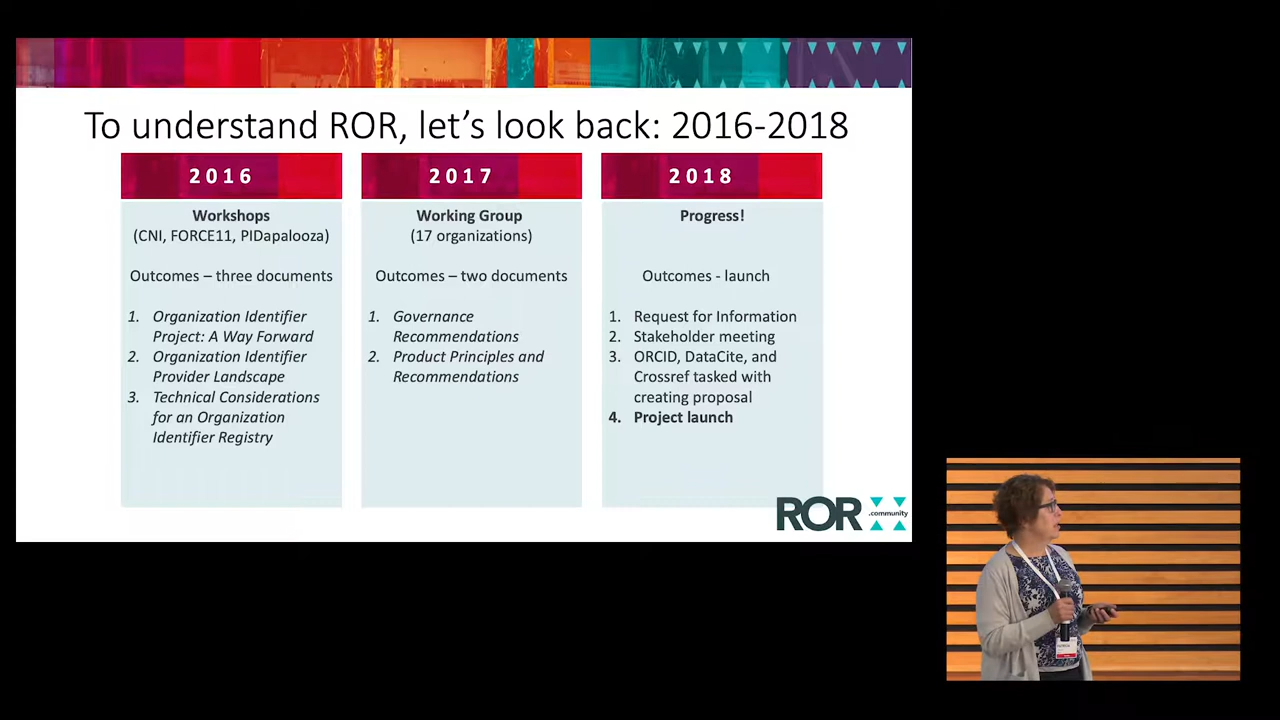 To understand ROR, let's look back: 2016-2018
2016
Workshops
(CNI, FORCE11, PIDapalooza)
Outcomes – three documents
1. Organization Identifier
Project: A Way Forward
2. Organization Identifier
Provider Landscape
3. Technical Considerations
for an Organization
Identifier Registry
2017
Working Group
(17 organizations)
Outcomes – two documents
1. Governance
Recommendations
2. Product Principles and
Recommendations
2018
Progress!
Outcomes - launch
1. Request for Information
2. Stakeholder meeting
3. ORCID, DataCite, and
Crossref tasked with
creating proposal
4. Project launch
ROR .community